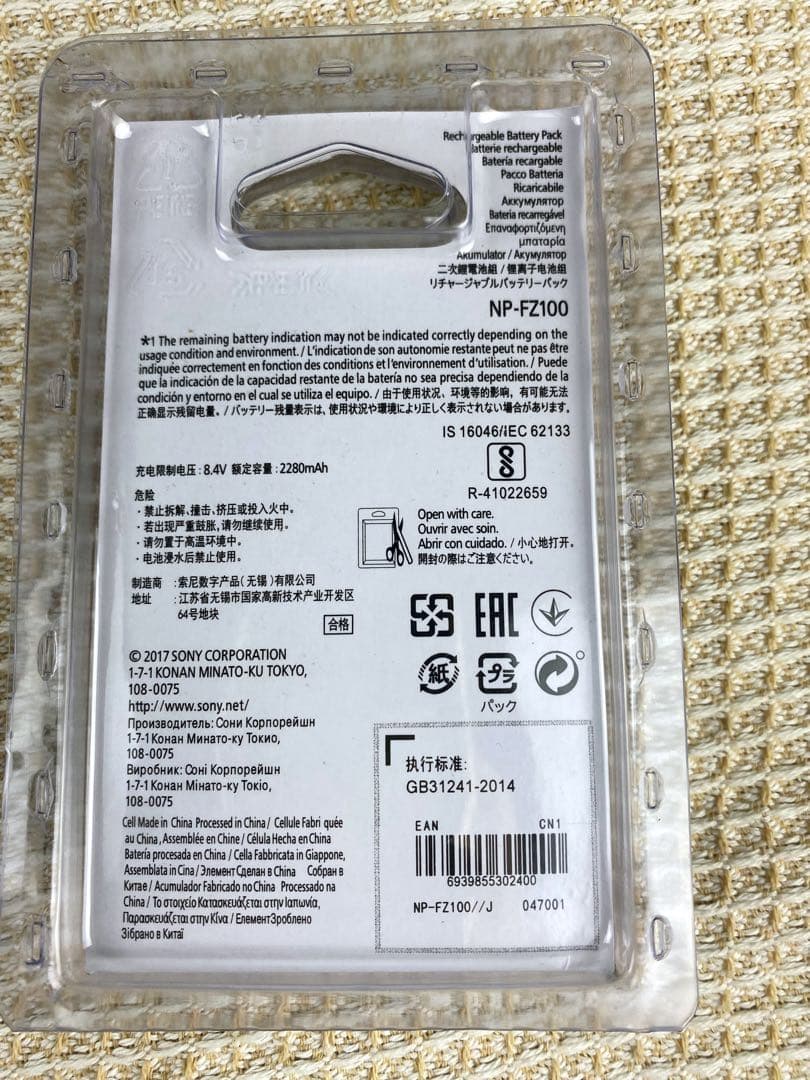 Rechargeable Battery Pack
Batterie rechargeable
Batería recargable
Pacco Batteria
Ricaricabile
Аккумулятор
Bateria recarregável
Επαναφορτιζόμενη
μπαταρία
Akumulator / Акумулятор
二次鋰電池組 / 锂离子电池组
リチャージャブルバッテリーパック
NP-FZ100
*1 The remaining battery indication may not be indicated correctly depending on the
usage condition and environment. / L'indication de son autonomie restante peut ne pas être
indiquée correctement en fonction des conditions et l'environnement d'utilisation. / Puede
que la indicación de la capacidad restante de la batería no sea precisa dependiendo de la
condición y entorno en el cual se utiliza el equipo. / 由于使用状况、环境等的影响，有可能无法
正确显示残留电量。/ バッテリー残量表示は、使用状況や環境により正しく表示されない場合があります。
IS 16046/IEC 62133
R-41022659
充电限制电压：8.4V 额定容量：2280mAh
危险
·禁止拆解、撞击、挤压或投入火中。
·若出现严重鼓胀，请勿继续使用。
·请勿置于高温环境中。
·电池浸水后禁止使用。
Open with care.
Ouvrir avec soin.
Abrir con cuidado. / 小心地打开。
開封の際はご注意ください。
制造商 ：索尼数字产品（无锡）有限公司
地址 ：江苏省无锡市国家高新技术产业开发区
64号地块
合格
EAC
紙
プラ
パック
© 2017 SONY CORPORATION
1-7-1 KONAN MINATO-KU TOKYO,
108-0075
http://www.sony.net/
Производитель: Сони Корпорейшн
1-7-1 Конан Минато-ку Токио,
108-0075
Виробник: Соні Корпорейшн
1-7-1 Конан Мінато-ку Токіо,
108-0075
Cell Made in China Processed in China / Cellule Fabri quée
au China, Assemblée en Chine / Célula Hecha en China
Batería procesada en China / Cella Fabbricata in Giappone,
Assemblata in Cina / Элемент Сделан в China Собран в
Китае / Acumulador Fabricado no China Processado na
China / Το στοιχείο Κατασκευάζεται στην Ιαπωνία,
Παρασκευάζεται στην Κίνα / ЕлементЗроблено
Зібрано в Китаї
执行标准：
GB31241-2014
EAN CN1
6939855302400
NP-FZ100//J 047001